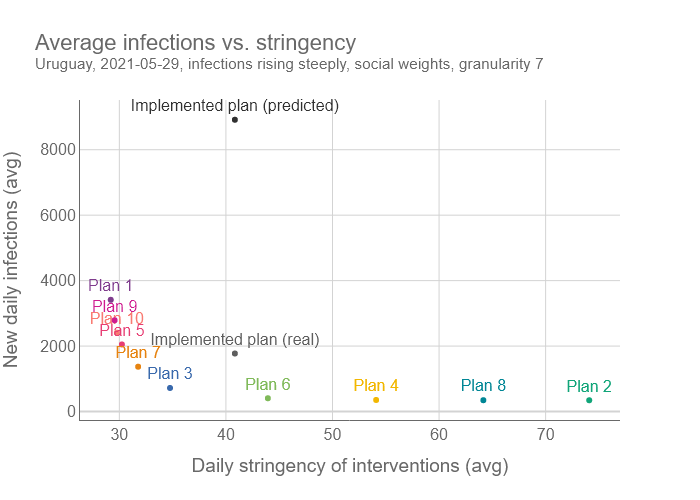 Average infections vs. stringency
Uruguay, 2021-05-29, infections rising steeply, social weights, granularity 7
Implemented plan (predicted)
8000
6000
4000
2000
0
New daily infections (avg)
Plan 1
Plan 9
Plan 10
Plan 5
Implemented plan (real)
Plan 7
Plan 3
Plan 6
Plan 4
Plan 8
Plan 2
30
40
50
60
70
Daily stringency of interventions (avg)